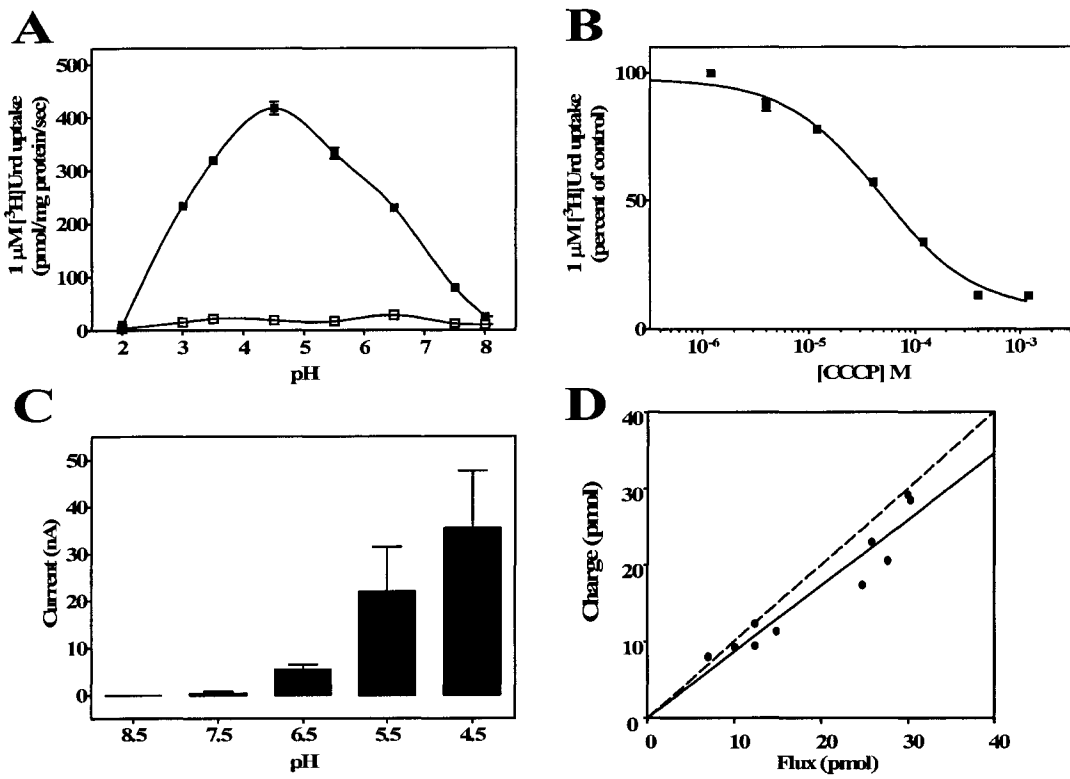 A
1 µM [³H]Urd uptake
(pmol/mg protein/sec)
500
400
300
200
100
0
2 3 4 5 6 7 8
pH
B
1 µM [³H]Urd uptake
(percent of control)
100
50
0
10⁻⁶ 10⁻⁵ 10⁻⁴ 10⁻³
[CCCP] M
C
Current (nA)
50
40
30
20
10
0
8.5 7.5 6.5 5.5 4.5
pH
D
Charge (pmol)
40
30
20
10
0
0 10 20 30 40
Flux (pmol)